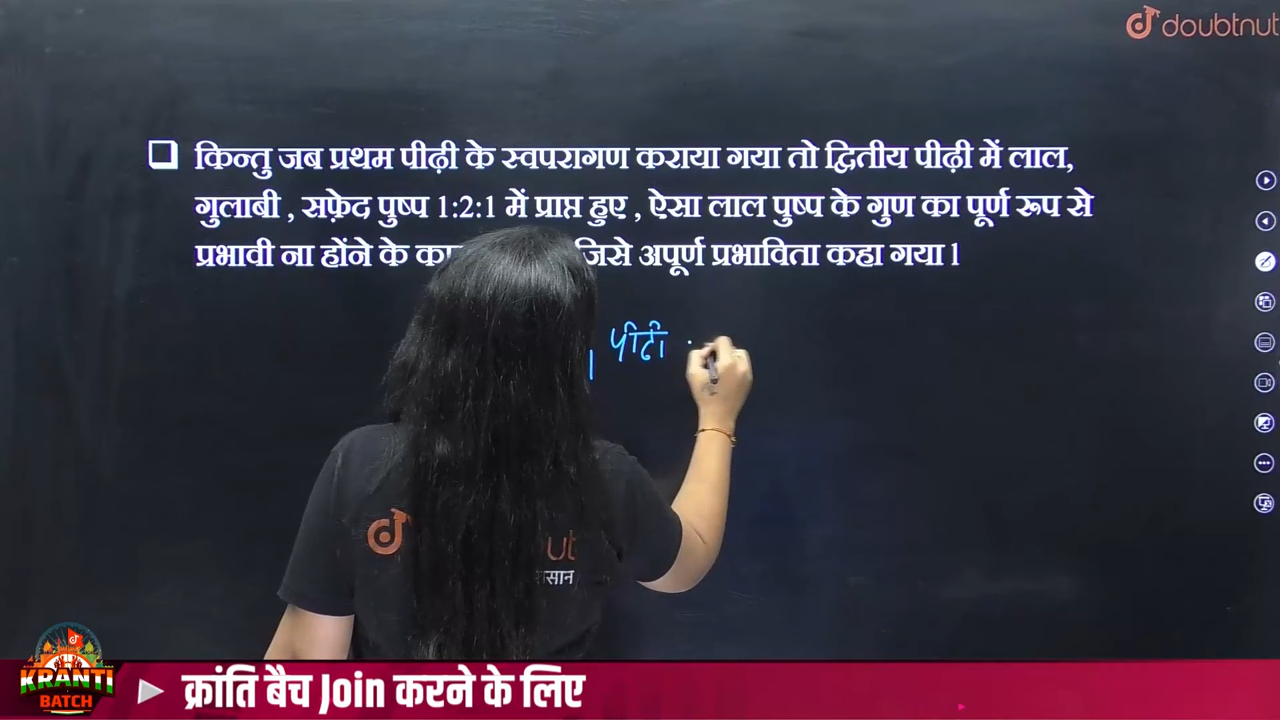 doubtnut
किन्तु जब प्रथम पीढ़ी के स्वपरागण कराया गया तो द्वितीय पीढ़ी में लाल,
गुलाबी , सफ़ेद पुष्प 1:2:1 में प्राप्त हुए , ऐसा लाल पुष्प के गुण का पूर्ण रूप से
प्रभावी ना होंने के जिसे अपूर्ण प्रभाविता कहा गया l
पीढी
KRANTI
BATCH
क्रांति बैच Join करने के लिए